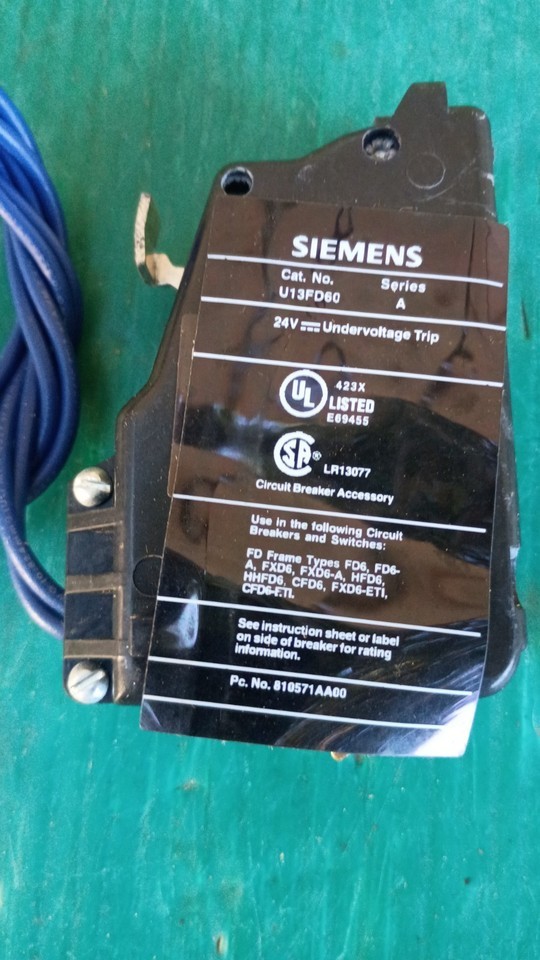 SIEMENS
Cat. No. Series
U13FD60 A
24V Undervoltage Trip
UL 423X
LISTED
E69455
SA ® LR13077
Circuit Breaker Accessory
Use in the following Circuit
Breakers and Switches:
FD Frame Types FD6, FD6-
A, FXD6, FXD6-A, HFD6,
HHFD6, CFD6, FXD6-ETI,
CFD6-ETI.
See instruction sheet or label
on side of breaker for rating
information.
Pc. No. 810571AA00